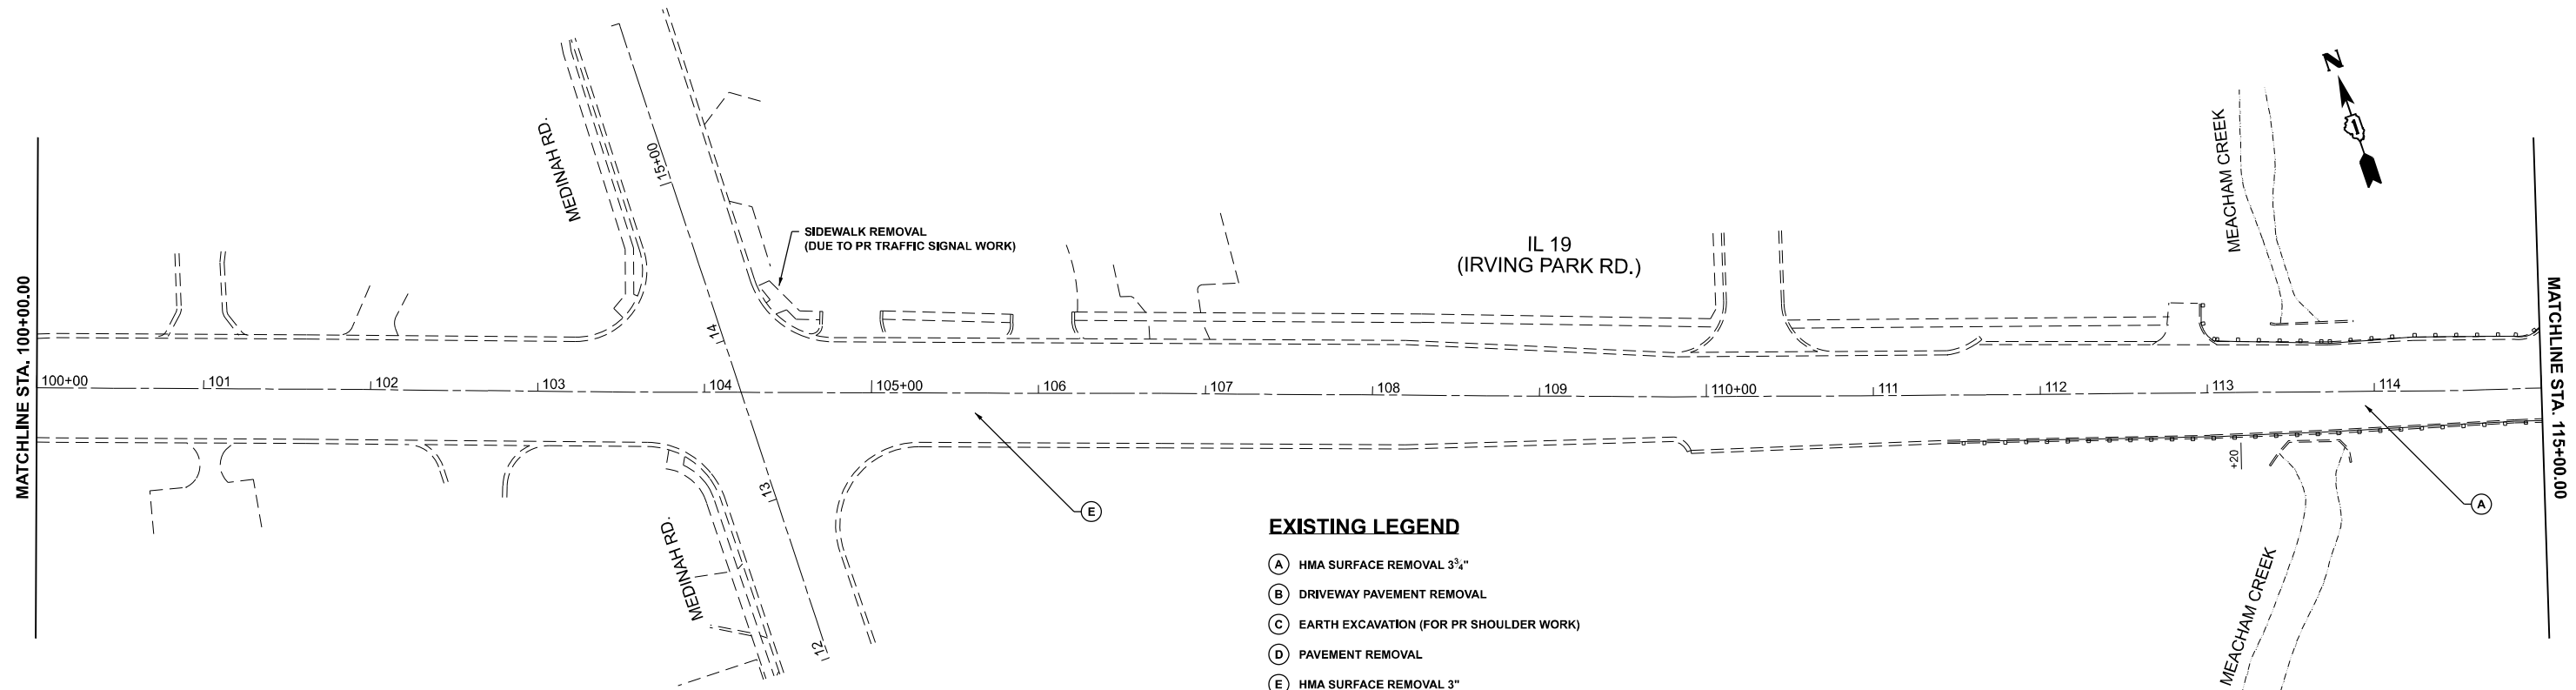 MATCHLINE STA. 100+00.00
MEDINAH RD.
15+00
14
13
12
SIDEWALK REMOVAL
(DUE TO PR TRAFFIC SIGNAL WORK)
IL 19
(IRVING PARK RD.)
MEACHAM CREEK
N
1
100+00
101
102
103
104
105+00
106
107
108
109
110+00
111
112
113
114
MATCHLINE STA. 115+00.00
+20
E
A
MEDINAH RD.
MEACHAM CREEK
EXISTING LEGEND
A HMA SURFACE REMOVAL 3¾"
B DRIVEWAY PAVEMENT REMOVAL
C EARTH EXCAVATION (FOR PR SHOULDER WORK)
D PAVEMENT REMOVAL
E HMA SURFACE REMOVAL 3"